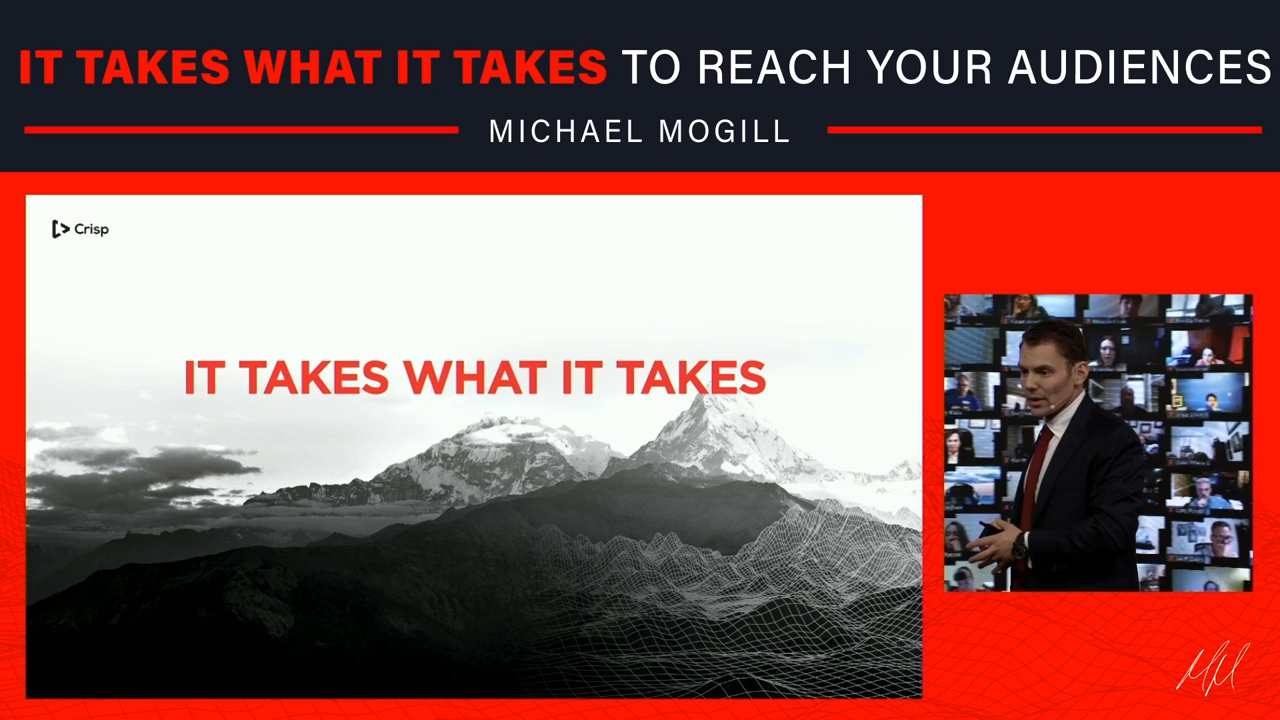 IT TAKES WHAT IT TAKES TO REACH YOUR AUDIENCES
MICHAEL MOGILL
Crisp
IT TAKES WHAT IT TAKES